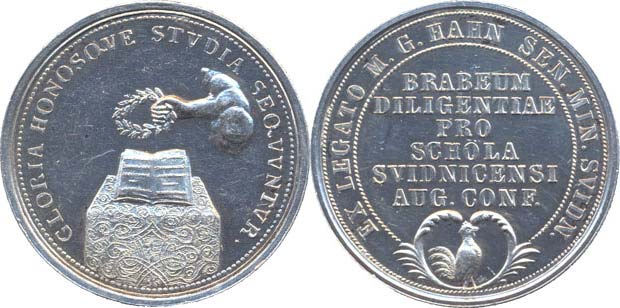 GLORIA HONOSQVE STVDIA SEQVVNTVR.
EX LEGATO M. G. HAHN SEN. MIN. SVIDN.
BRABEUM
DILIGENTIAE
PRO
SCHOLA
SVIDNICENSI
AUG. CONF.